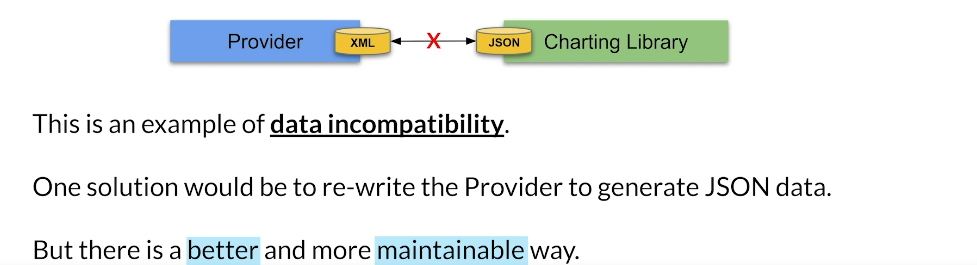 Provider XML X JSON Charting Library
This is an example of data incompatibility.
One solution would be to re-write the Provider to generate JSON data.
But there is a better and more maintainable way.